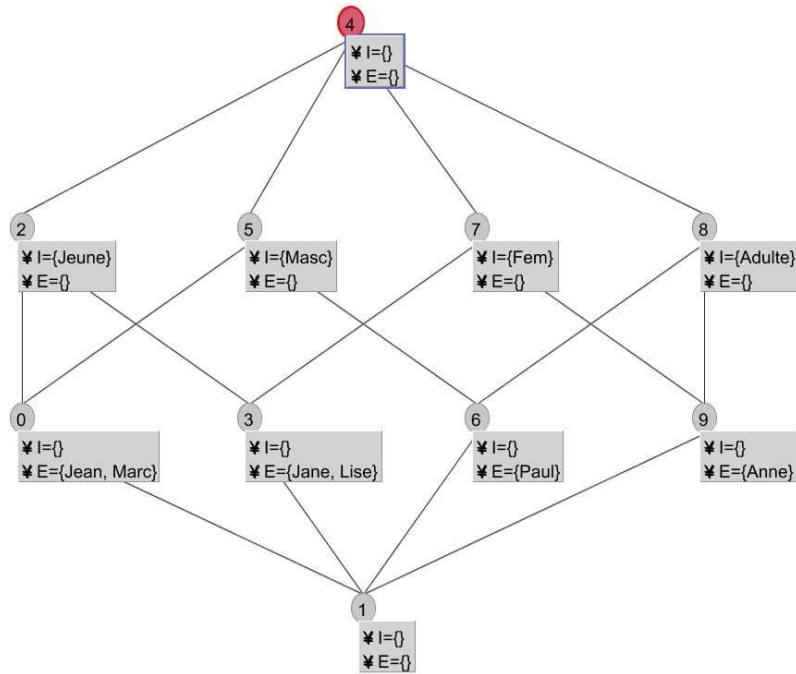 4
¥ I={}
¥ E={}
2
¥ I={Jeune}
¥ E={}
5
¥ I={Masc}
¥ E={}
7
¥ I={Fem}
¥ E={}
8
¥ I={Adulte}
¥ E={}
0
¥ I={}
¥ E={Jean, Marc}
3
¥ I={}
¥ E={Jane, Lise}
6
¥ I={}
¥ E={Paul}
9
¥ I={}
¥ E={Anne}
1
¥ I={}
¥ E={}